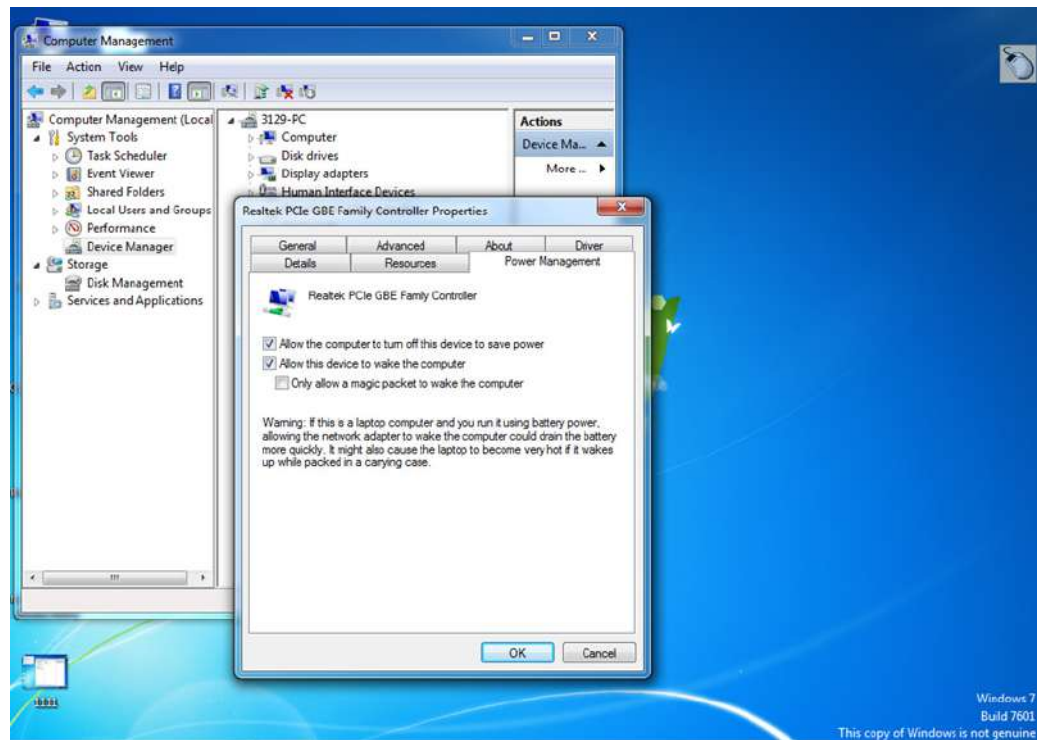 Computer Management
File Action View Help
Computer Management (Local
System Tools
Task Scheduler
Event Viewer
Shared Folders
Local Users and Groups
Performance
Device Manager
Storage
Disk Management
Services and Applications
3129-PC
Computer
Disk drives
Display adapters
Human Interface Devices
Actions
Device Ma...
More ...
Realtek PCIe GBE Family Controller Properties
General Advanced About Driver
Details Resources Power Management
Realtek PCIe GBE Family Controller
Allow the computer to turn off this device to save power
Allow this device to wake the computer
Only allow a magic packet to wake the computer
Warning: If this is a laptop computer and you run it using battery power,
allowing the network adapter to wake the computer could drain the battery
more quickly. It might also cause the laptop to become very hot if it wakes
up while packed in a carrying case.
OK Cancel
Windows 7
Build 7601
This copy of Windows is not genuine